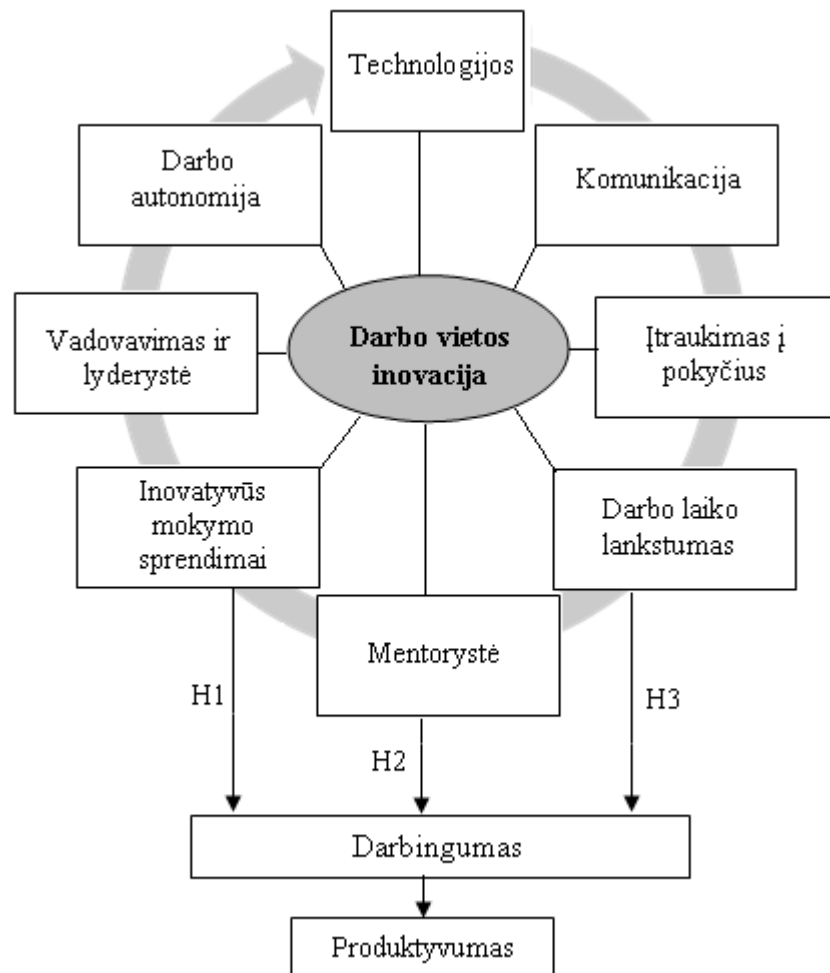 Technologijos
Darbo
autonomija
Komunikacija
Vadovavimas ir
lyderystė
Darbo vietos
inovacija
Įtraukimas į
pokyčius
Inovatyvūs
mokymo
sprendimai
Darbo laiko
lankstumas
Mentorystė
H1
H2
H3
Darbingumas
Produktyvumas